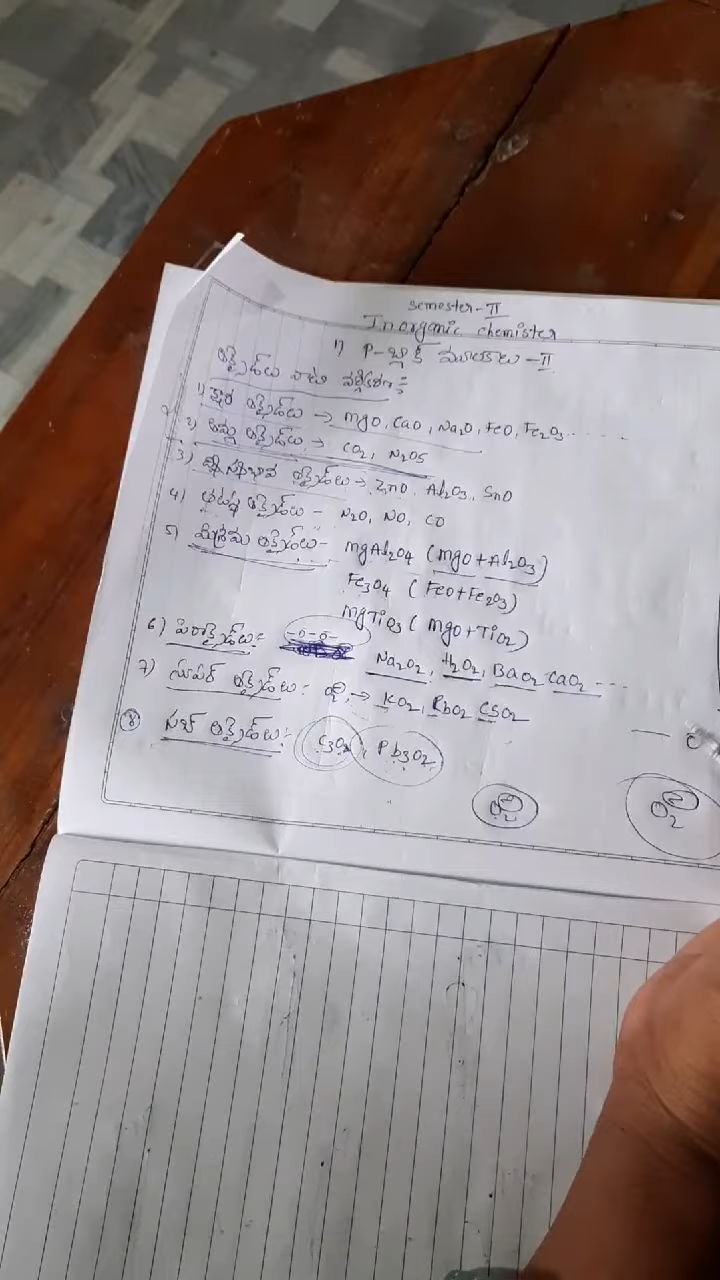 semester-II
Inorganic chemister
1) P-బ్లాక్ మూలకాలు -II
ఆక్సైడ్లు వాటి వర్గీకరణ:-
1) క్షార ఆక్సైడ్లు → MgO, CaO, Na2O, FeO, Fe2O3......
2) ఆమ్ల ఆక్సైడ్లు → CO2, N2O5
3) ద్విస్వభావ ఆక్సైడ్లు → ZnO, Al2O3, SnO
4) తటస్థ ఆక్సైడ్లు - N2O, NO, CO
5) మిశ్రమ ఆక్సైడ్లు - MgAl2O4 (MgO+Al2O3)
Fe3O4 (FeO+Fe2O3)
MgTiO3 (MgO+TiO2)
6) పెరాక్సైడ్లు:- -O-O- Na2O2, H2O2, BaO2 CaO2 ...
7) సూపర్ ఆక్సైడ్లు:- → KO2, RbO2 CSO2
8 సబ్ ఆక్సైడ్లు:- C3O2, Pb3O2
O2
O2